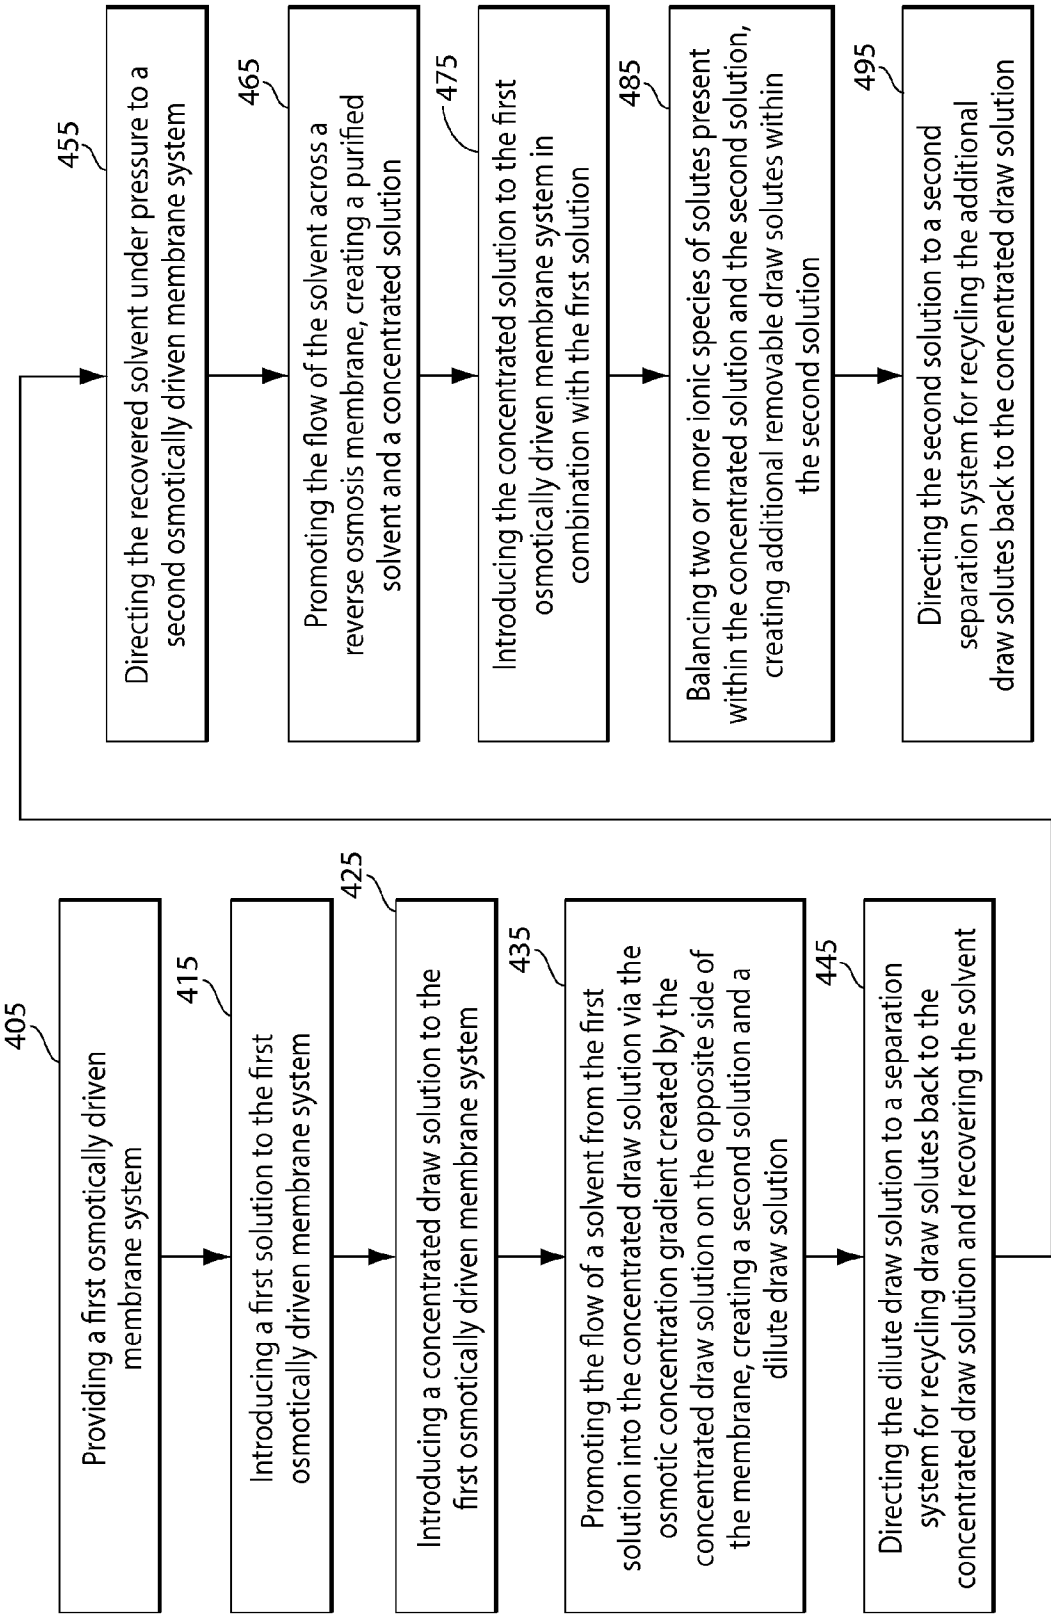 405
Providing a first osmotically driven
membrane system
415
Introducing a first solution to the first
osmotically driven membrane system
425
Introducing a concentrated draw solution to the
first osmotically driven membrane system
435
Promoting the flow of a solvent from the first
solution into the concentrated draw solution via the
osmotic concentration gradient created by the
concentrated draw solution on the opposite side of
the membrane, creating a second solution and a
dilute draw solution
445
Directing the dilute draw solution to a separation
system for recycling draw solutes back to the
concentrated draw solution and recovering the solvent
455
Directing the recovered solvent under pressure to a
second osmotically driven membrane system
465
Promoting the flow of the solvent across a
reverse osmosis membrane, creating a purified
solvent and a concentrated solution
475
Introducing the concentrated solution to the first
osmotically driven membrane system in
combination with the first solution
485
Balancing two or more ionic species of solutes present
within the concentrated solution and the second solution,
creating additional removable draw solutes within
the second solution
495
Directing the second solution to a second
separation system for recycling the additional
draw solutes back to the concentrated draw solution